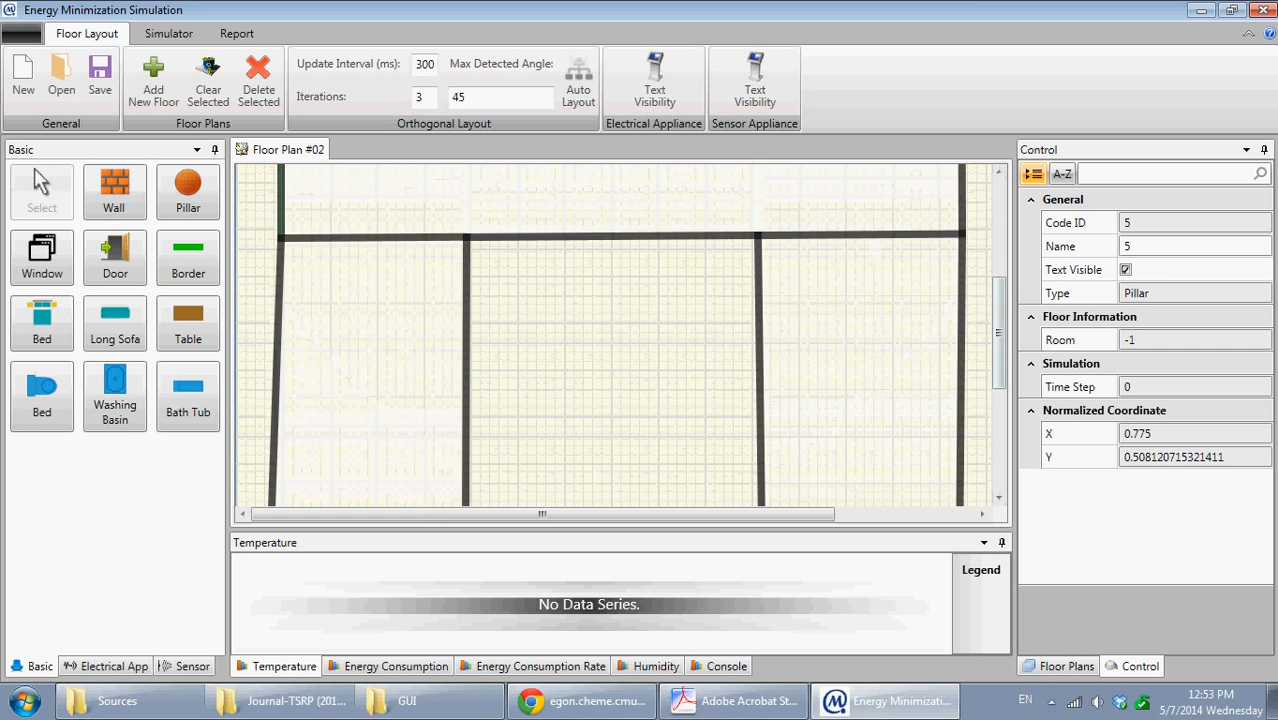 Energy Minimization Simulation
Floor Layout
Simulator
Report
New
Open
Save
General
Add
New Floor
Clear
Selected
Delete
Selected
Floor Plans
Update Interval (ms):
300
Max Detected Angle:
Iterations:
3
45
Auto
Layout
Orthogonal Layout
Text
Visibility
Electrical Appliance
Text
Visibility
Sensor Appliance
Basic
Select
Wall
Pillar
Window
Door
Border
Bed
Long Sofa
Table
Bed
Washing
Basin
Bath Tub
Basic
Electrical App
Sensor
Floor Plan #02
Temperature
No Data Series.
Legend
Temperature
Energy Consumption
Energy Consumption Rate
Humidity
Console
Control
A-Z
General
Code ID
5
Name
5
Text Visible
Type
Pillar
Floor Information
Room
-1
Simulation
Time Step
0
Normalized Coordinate
X
0.775
Y
0.508120715321411
Floor Plans
Control
Sources
Journal-TSRP (201...
GUI
egon.cheme.cmu...
Adobe Acrobat St...
Energy Minimizati...
EN
12:53 PM
5/7/2014 Wednesday